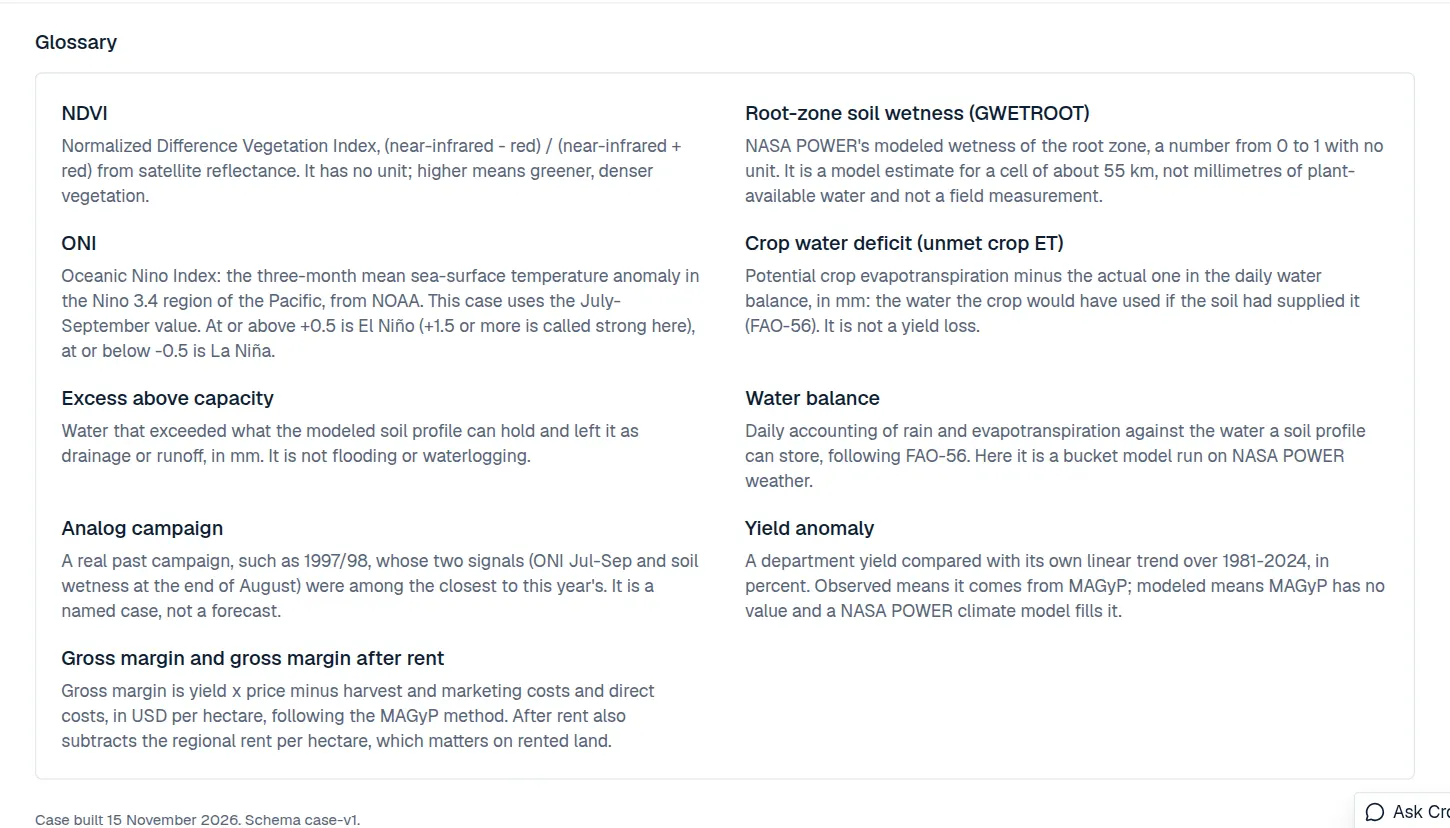 Glossary
NDVI
Normalized Difference Vegetation Index, (near-infrared - red) / (near-infrared +
red) from satellite reflectance. It has no unit; higher means greener, denser
vegetation.
Root-zone soil wetness (GWETROOT)
NASA POWER's modeled wetness of the root zone, a number from 0 to 1 with no
unit. It is a model estimate for a cell of about 55 km, not millimetres of plant-
available water and not a field measurement.
ONI
Oceanic Nino Index: the three-month mean sea-surface temperature anomaly in
the Nino 3.4 region of the Pacific, from NOAA. This case uses the July-
September value. At or above +0.5 is El Niño (+1.5 or more is called strong here),
at or below -0.5 is La Niña.
Crop water deficit (unmet crop ET)
Potential crop evapotranspiration minus the actual one in the daily water
balance, in mm: the water the crop would have used if the soil had supplied it
(FAO-56). It is not a yield loss.
Excess above capacity
Water that exceeded what the modeled soil profile can hold and left it as
drainage or runoff, in mm. It is not flooding or waterlogging.
Water balance
Daily accounting of rain and evapotranspiration against the water a soil profile
can store, following FAO-56. Here it is a bucket model run on NASA POWER
weather.
Analog campaign
A real past campaign, such as 1997/98, whose two signals (ONI Jul-Sep and soil
wetness at the end of August) were among the closest to this year's. It is a
named case, not a forecast.
Yield anomaly
A department yield compared with its own linear trend over 1981-2024, in
percent. Observed means it comes from MAGyP; modeled means MAGyP has no
value and a NASA POWER climate model fills it.
Gross margin and gross margin after rent
Gross margin is yield x price minus harvest and marketing costs and direct
costs, in USD per hectare, following the MAGyP method. After rent also
subtracts the regional rent per hectare, which matters on rented land.
Case built 15 November 2026. Schema case-v1.
Ask